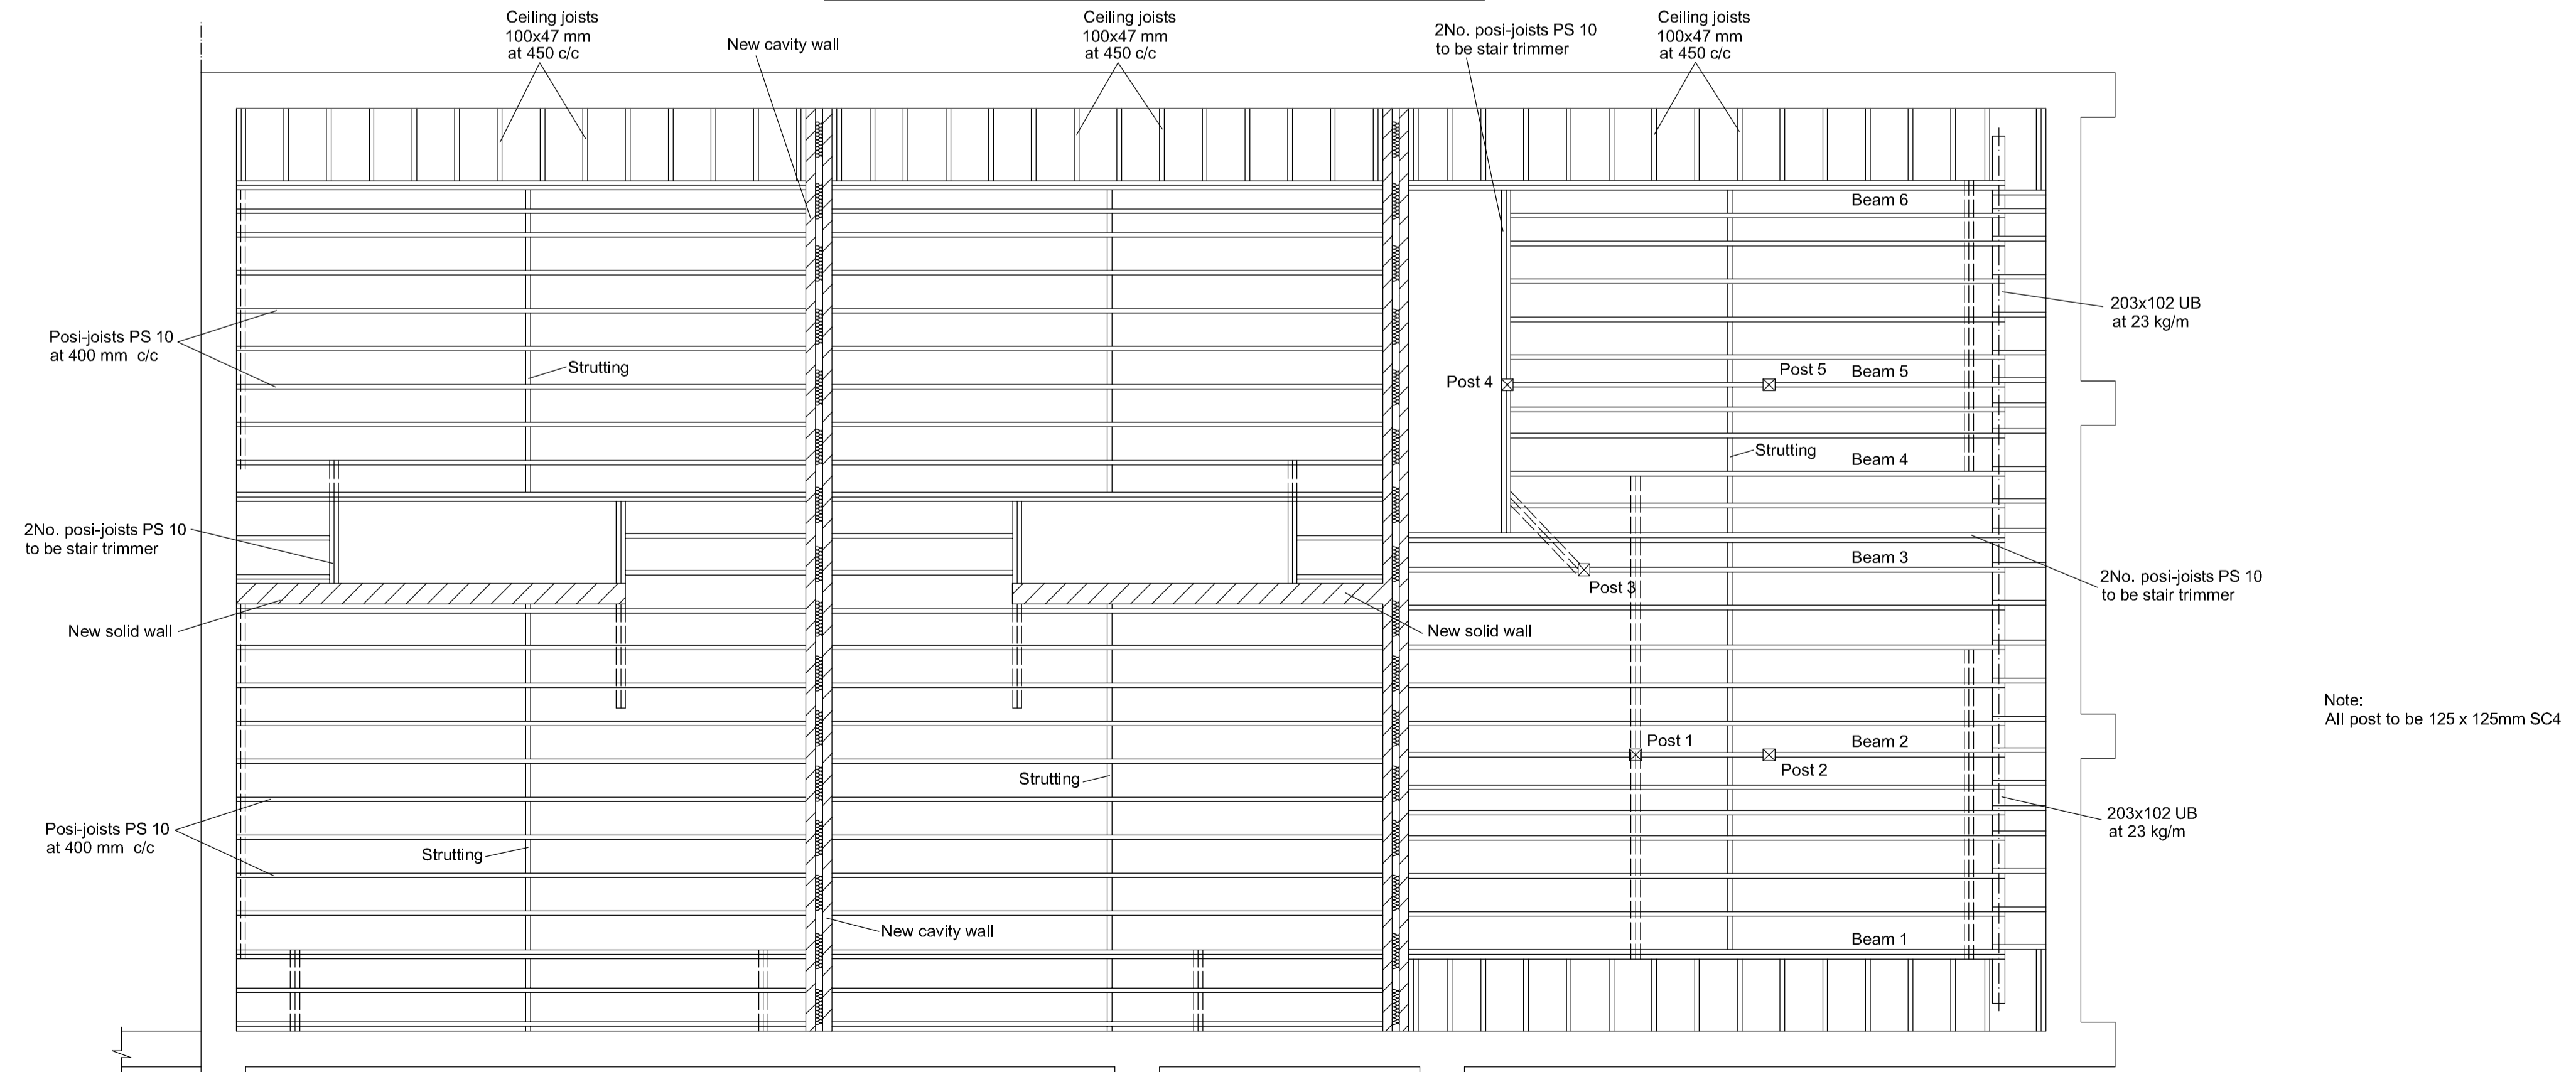 Ceiling joists
100x47 mm
at 450 c/c
New cavity wall
Ceiling joists
100x47 mm
at 450 c/c
2No. posi-joists PS 10
to be stair trimmer
Ceiling joists
100x47 mm
at 450 c/c
Beam 6
203x102 UB
at 23 kg/m
Posi-joists PS 10
at 400 mm c/c
Strutting
Post 4
Post 5
Beam 5
Strutting
Beam 4
2No. posi-joists PS 10
to be stair trimmer
Beam 3
Post 3
2No. posi-joists PS 10
to be stair trimmer
New solid wall
New solid wall
Note:
All post to be 125 x 125mm SC4
Post 1
Beam 2
Post 2
Strutting
203x102 UB
at 23 kg/m
Posi-joists PS 10
at 400 mm c/c
Strutting
New cavity wall
Beam 1